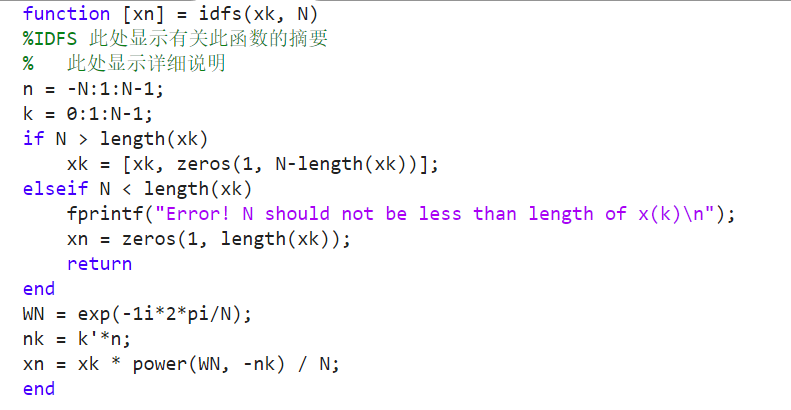 function [xn] = idfs(xk, N)
%IDFS 此处显示有关此函数的摘要
%   此处显示详细说明
n = -N:1:N-1;
k = 0:1:N-1;
if N > length(xk)
    xk = [xk, zeros(1, N-length(xk))];
elseif N < length(xk)
    fprintf("Error! N should not be less than length of x(k)\n");
    xn = zeros(1, length(xk));
    return
end
WN = exp(-1i*2*pi/N);
nk = k'*n;
xn = xk * power(WN, -nk) / N;
end